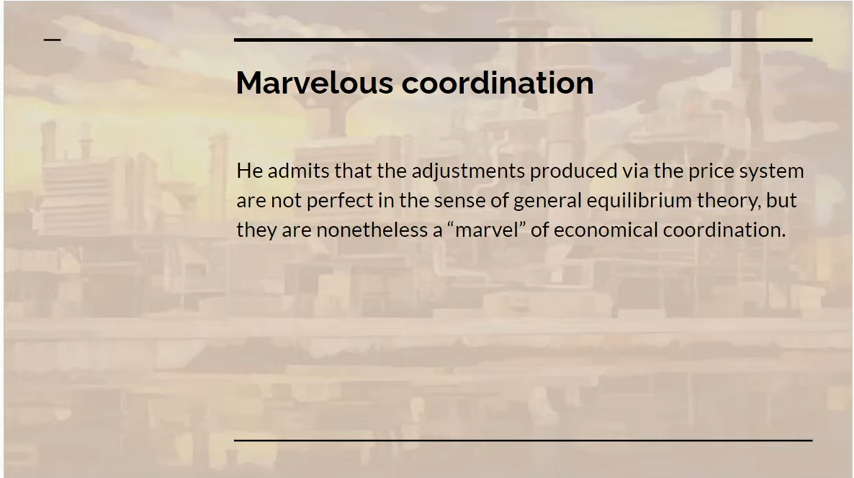 Marvelous coordination
He admits that the adjustments produced via the price system
are not perfect in the sense of general equilibrium theory, but
they are nonetheless a “marvel” of economical coordination.